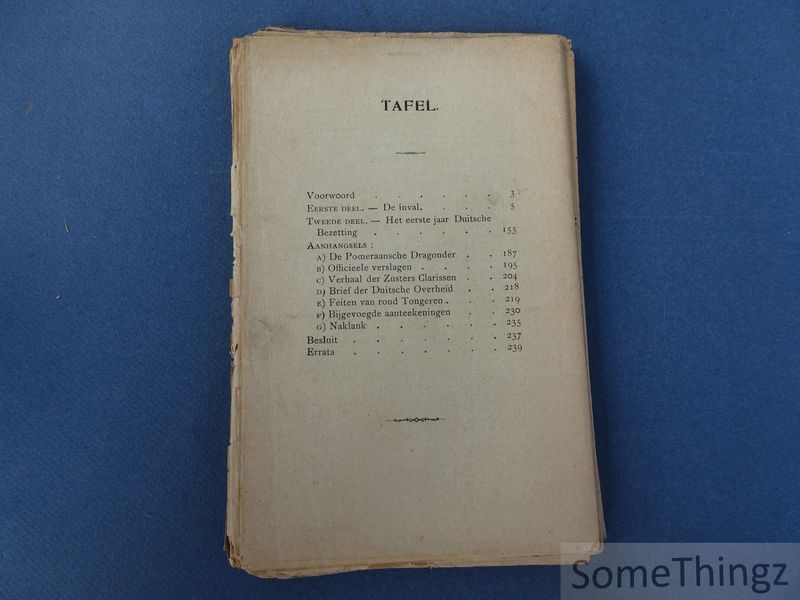 TAFEL.
Voorwood . . . . . . 3
EERSTE DEEL. — De inval. . . . 5
TWEEDE DEEL. — Het eerste jaar Duitsche
Bezetting . . . . . . 153
AANHANGSELS :
A) De Pomeraansche Dragonder . . 187
B) Officieele verslagen . . . . 195
C) Verhaal der Zusters Clarissen . . 204
D) Brief der Duitsche Overheid . . 218
E) Feiten van rond Tongeren . . . 219
F) Bijgevoegde aanteekeningen . . 230
G) Naklank . . . . . . 235
Besluit . . . . . . . 237
Errata . . . . . . . 239
SomeThingz